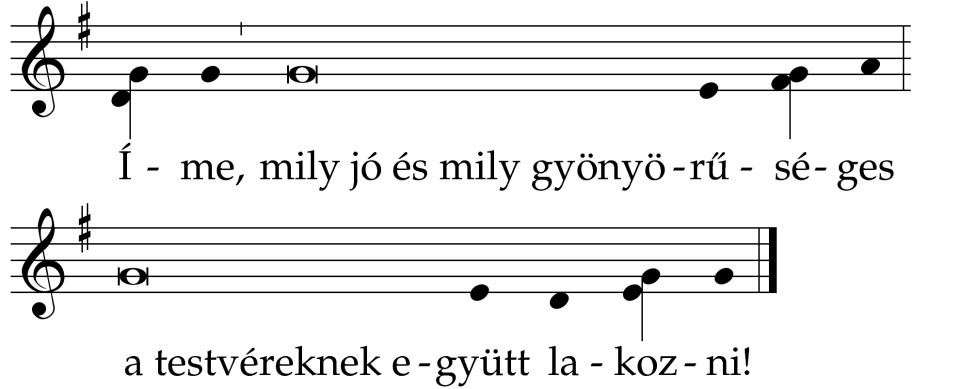 Í - me, mily jó és mily gyönyö - rű - sé - ges
a testvéreknek e - gyütt la - koz - ni!